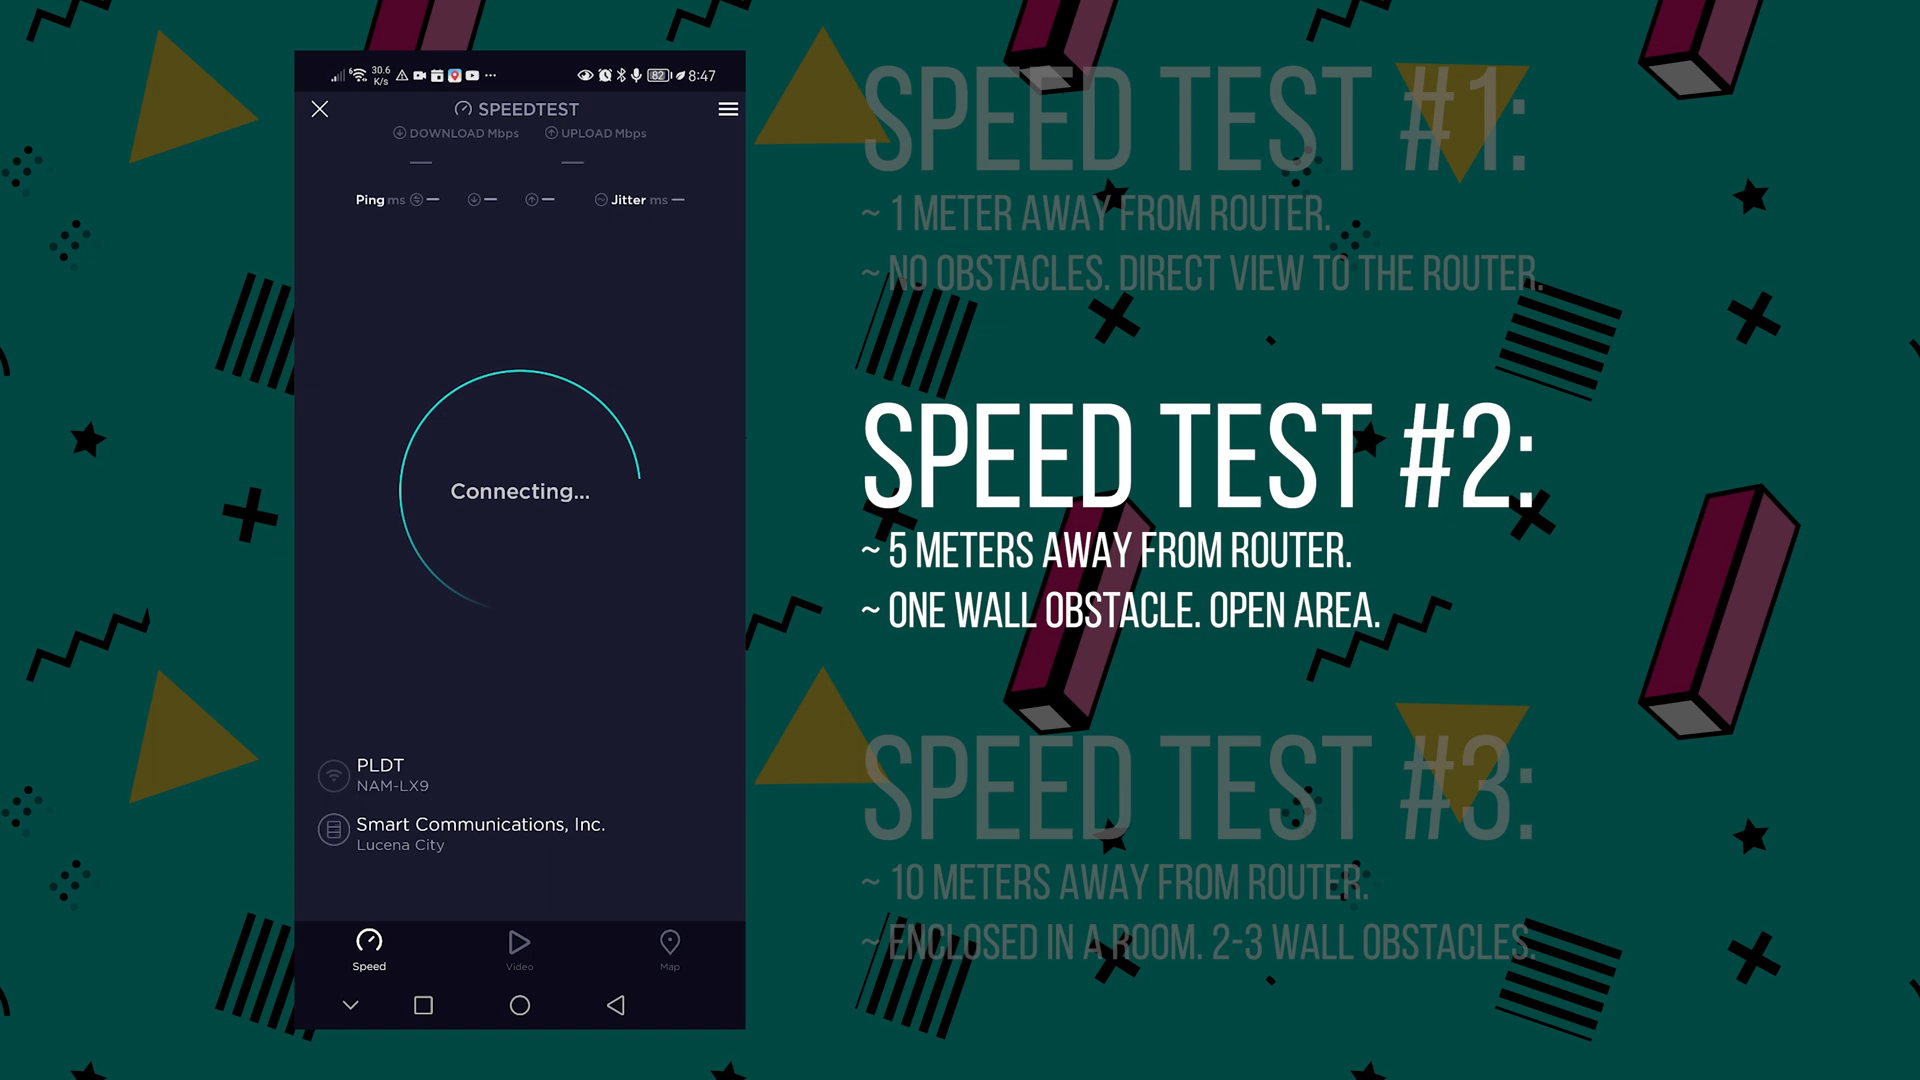 30.6
K/s
82
8:47
SPEEDTEST
DOWNLOAD Mbps
UPLOAD Mbps
Ping ms
Jitter ms
Connecting...
PLDT
NAM-LX9
Smart Communications, Inc.
Lucena City
Speed
Video
Map
SPEED TEST #1:
~ 1 METER AWAY FROM ROUTER.
~ NO OBSTACLES. DIRECT VIEW TO THE ROUTER.
SPEED TEST #2:
~ 5 METERS AWAY FROM ROUTER.
~ ONE WALL OBSTACLE. OPEN AREA.
SPEED TEST #3:
~ 10 METERS AWAY FROM ROUTER.
~ ENCLOSED IN A ROOM. 2-3 WALL OBSTACLES.